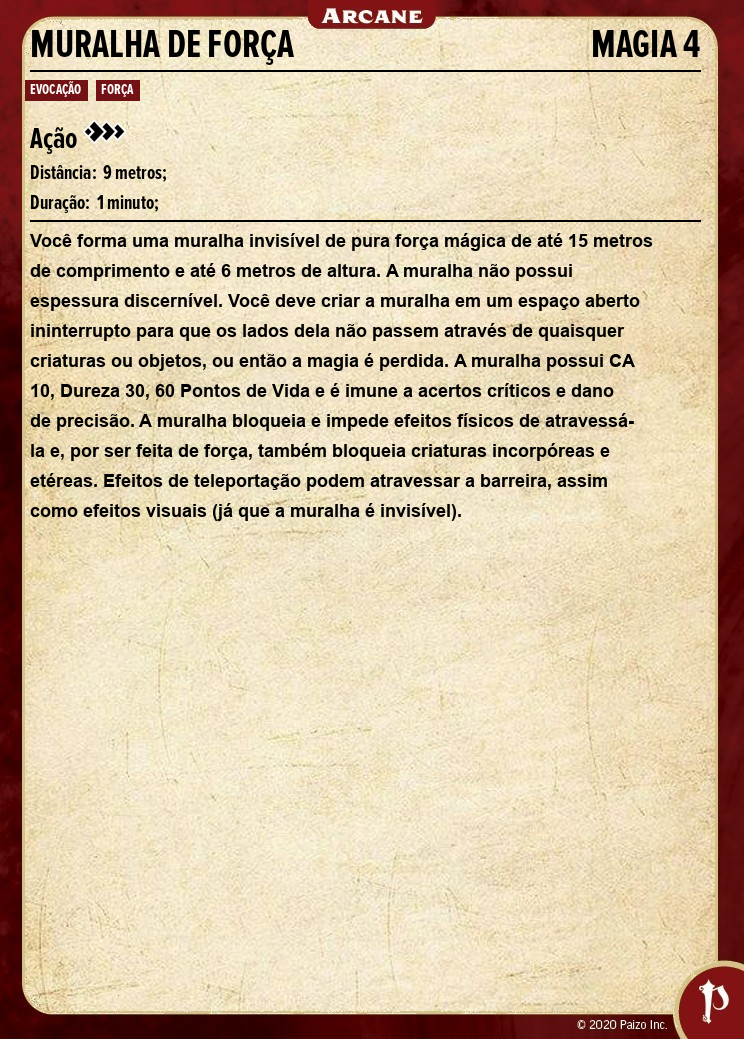 ARCANE
MURALHA DE FORÇA MAGIA 4
EVOCAÇÃO FORÇA
Ação
Distância: 9 metros;
Duração: 1 minuto;
Você forma uma muralha invisível de pura força mágica de até 15 metros
de comprimento e até 6 metros de altura. A muralha não possui
espessura discernível. Você deve criar a muralha em um espaço aberto
ininterrupto para que os lados dela não passem através de quaisquer
criaturas ou objetos, ou então a magia é perdida. A muralha possui CA
10, Dureza 30, 60 Pontos de Vida e é imune a acertos críticos e dano
de precisão. A muralha bloqueia e impede efeitos físicos de atravessá-
la e, por ser feita de força, também bloqueia criaturas incorpóreas e
etéreas. Efeitos de teleportação podem atravessar a barreira, assim
como efeitos visuais (já que a muralha é invisível).
© 2020 Paizo Inc.
P